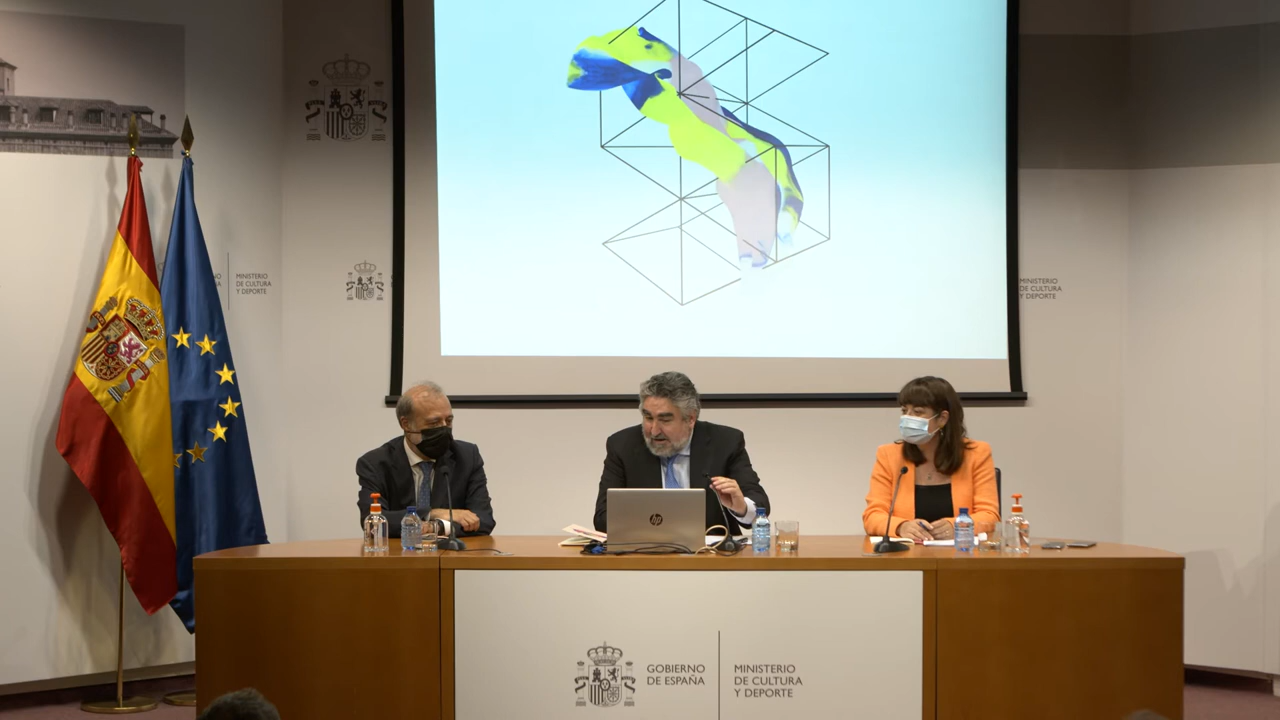 MINISTERIO
DE CULTURA
Y DEPORTE
MINISTERIO
DE CULTURA
Y DEPORTE
hp
GOBIERNO
DE ESPAÑA
MINISTERIO
DE CULTURA
Y DEPORTE